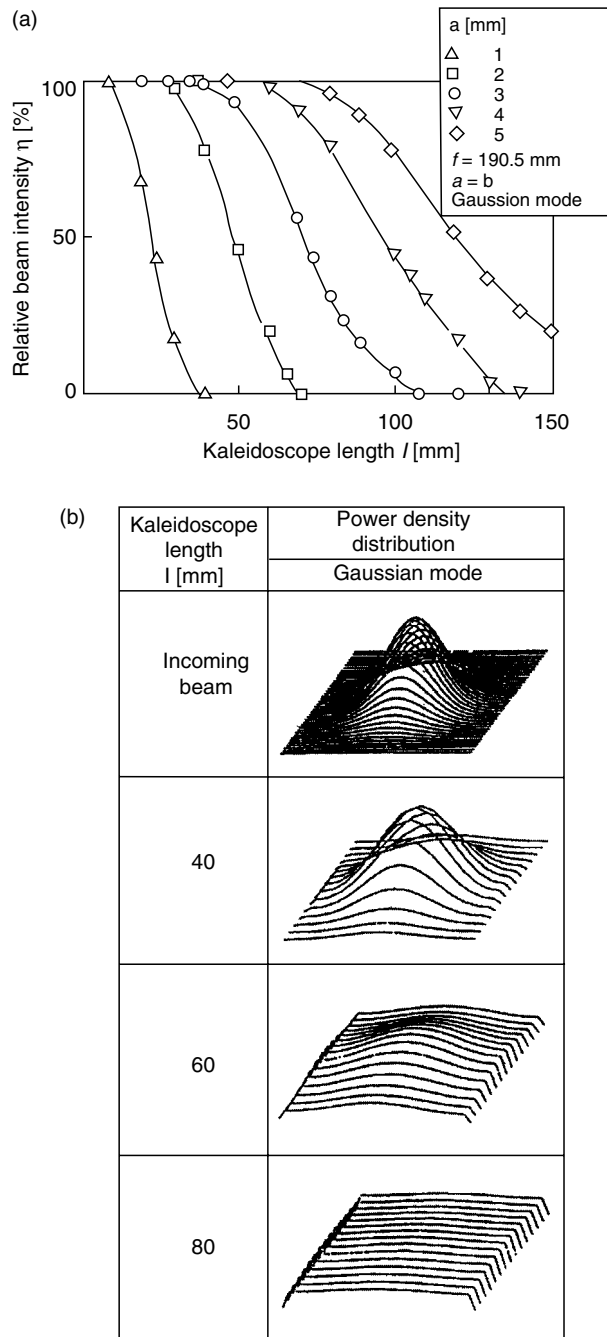 (a)
a [mm]
1
2
3
4
5
f = 190.5 mm
a = b
Gaussion mode
Relative beam intensity η [%]
100
50
0
50
100
150
Kaleidoscope length l [mm]
(b)
Kaleidoscope
length
l [mm]
Power density
distribution
Gaussian mode
Incoming
beam
40
60
80